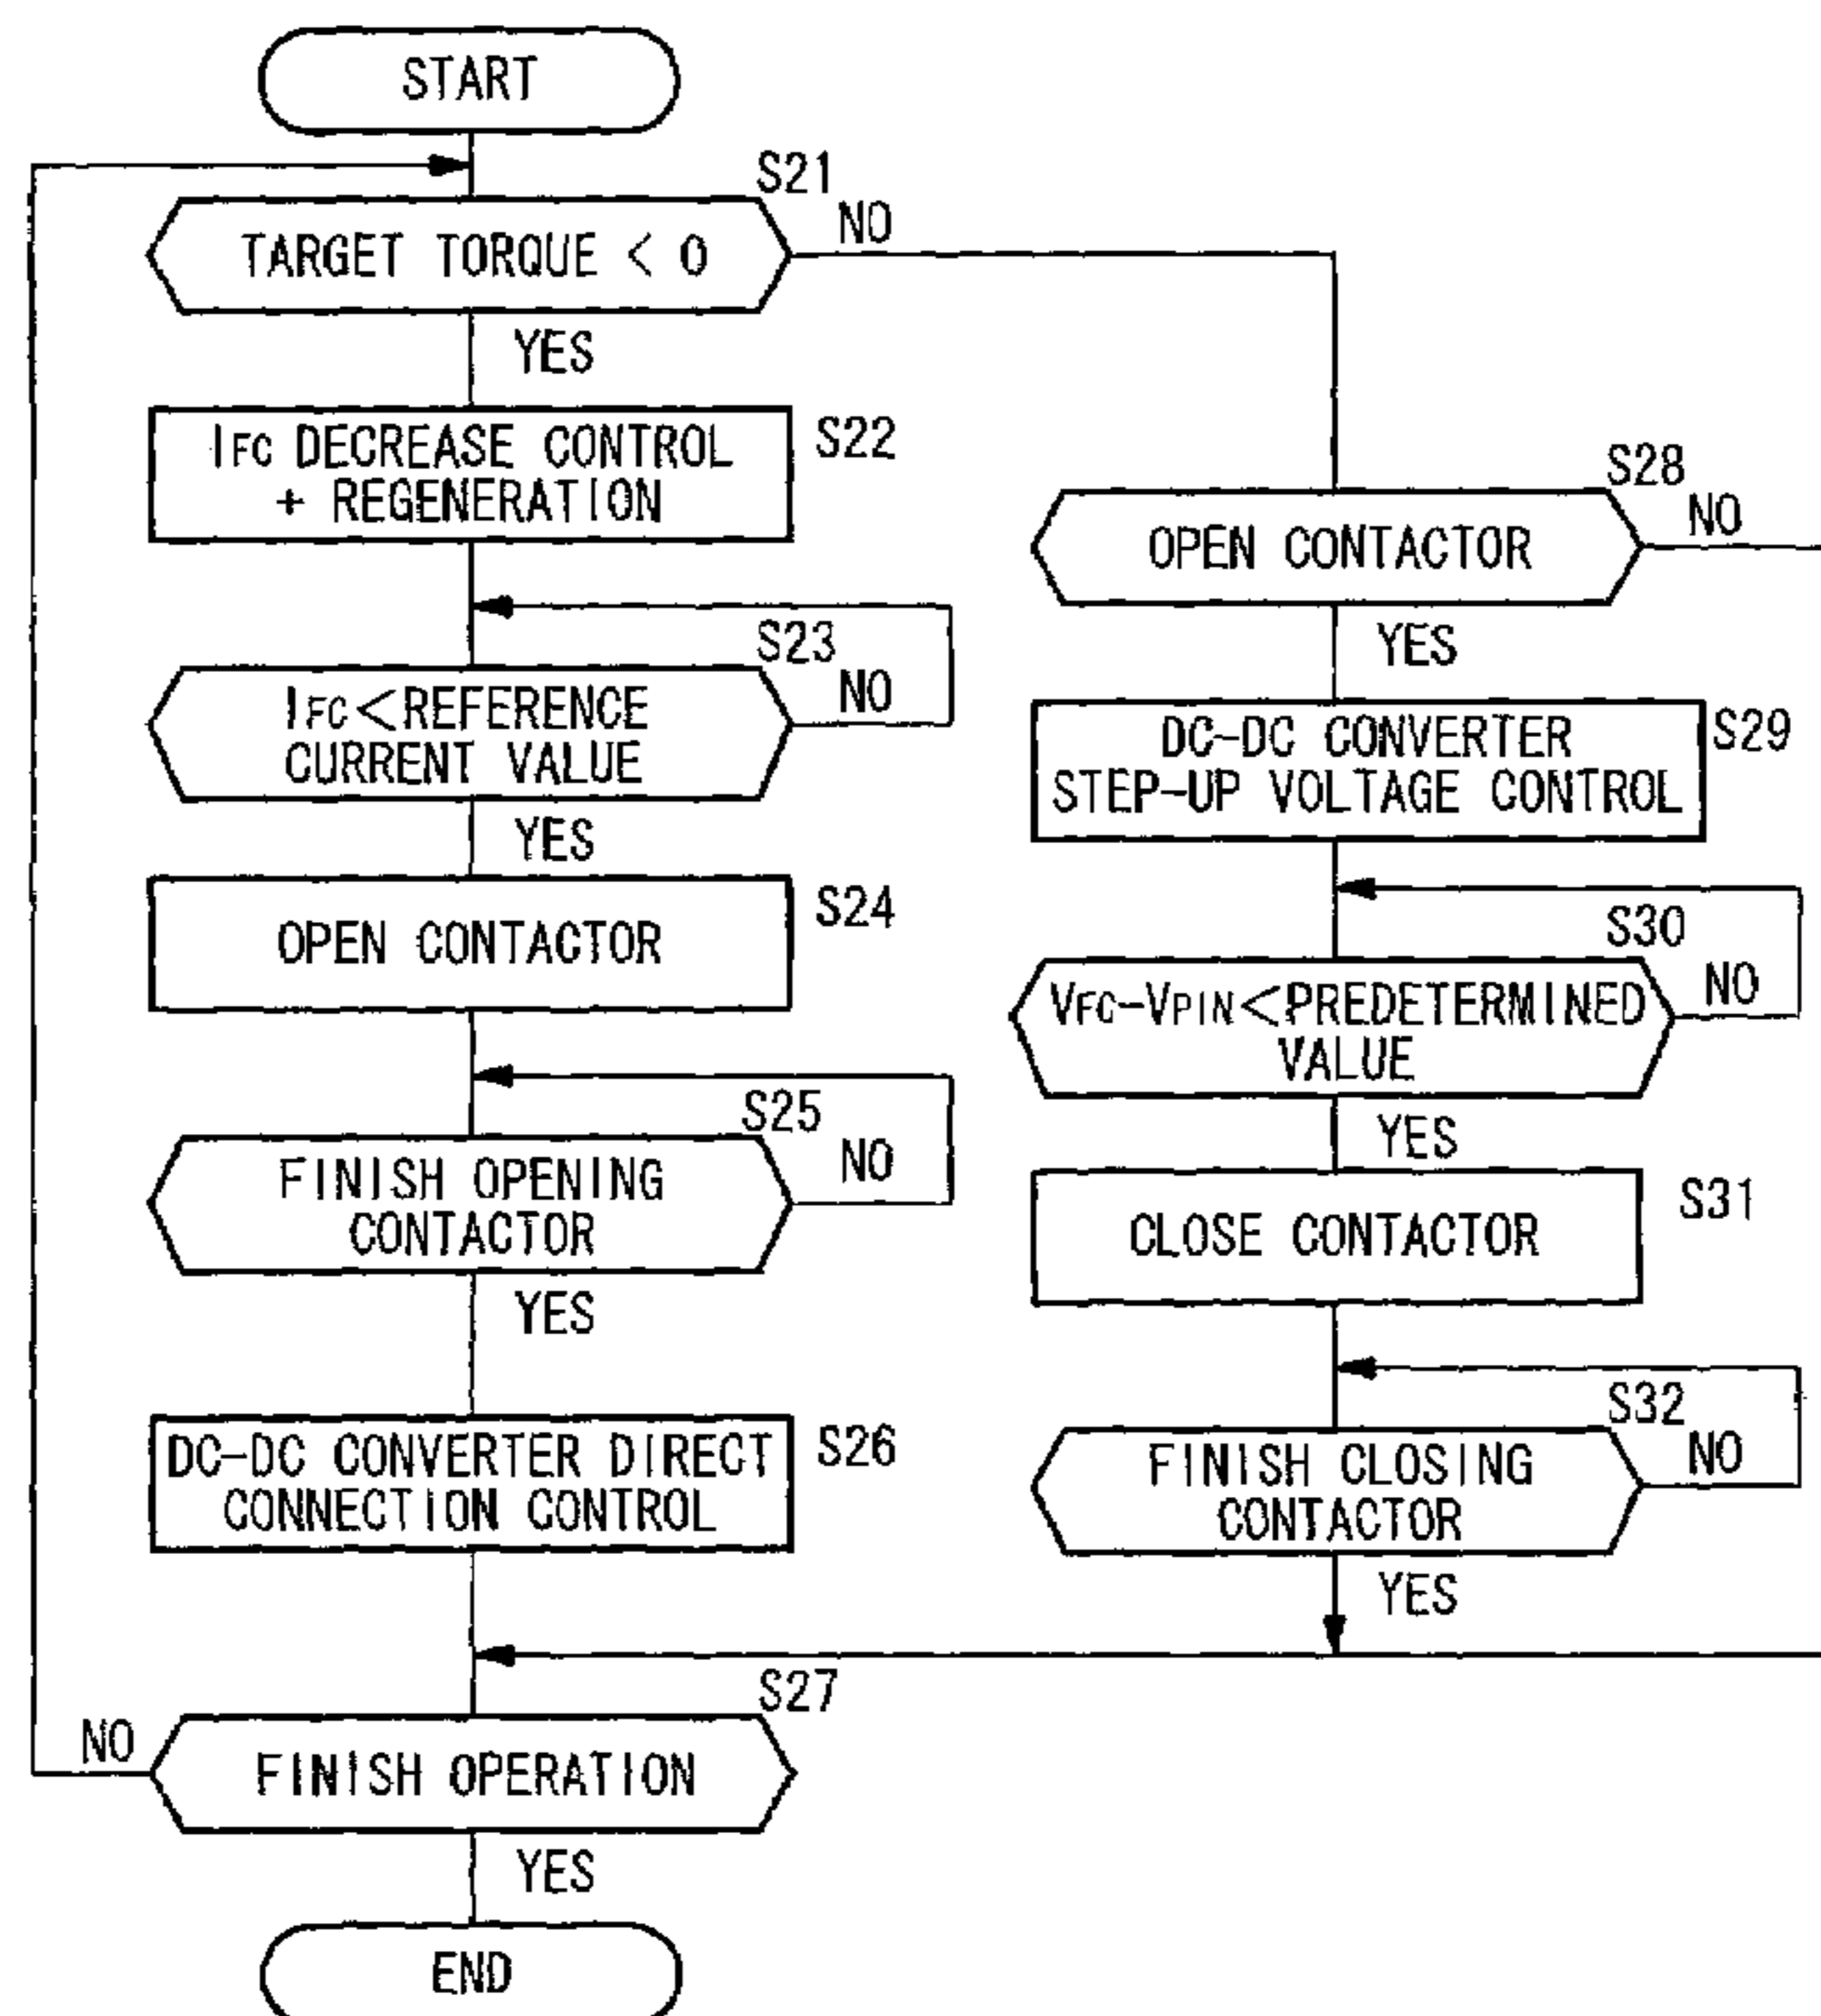 START
S21
TARGET TORQUE < 0
NO
YES
IFC DECREASE CONTROL
+ REGENERATION
S22
S23
IFC<REFERENCE
CURRENT VALUE
NO
YES
OPEN CONTACTOR
S24
S25
FINISH OPENING
CONTACTOR
NO
YES
DC-DC CONVERTER DIRECT
CONNECTION CONTROL
S26
S27
FINISH OPERATION
NO
YES
END
S28
OPEN CONTACTOR
NO
YES
DC-DC CONVERTER
STEP-UP VOLTAGE CONTROL
S29
S30
VFC-VPIN<PREDETERMINED
VALUE
NO
YES
CLOSE CONTACTOR
S31
S32
FINISH CLOSING
CONTACTOR
NO
YES